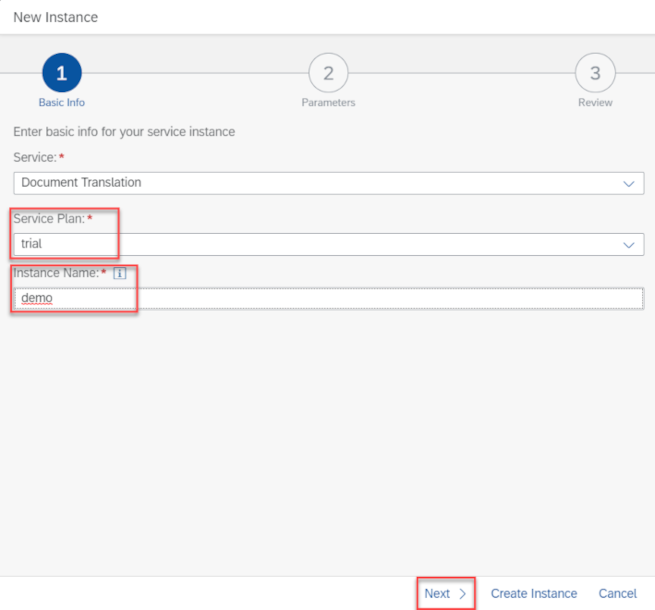 New Instance
1
2
3
Basic Info
Parameters
Review
Enter basic info for your service instance
Service: *
Document Translation
Service Plan: *
trial
Instance Name: * i
demo
Next
Create Instance
Cancel